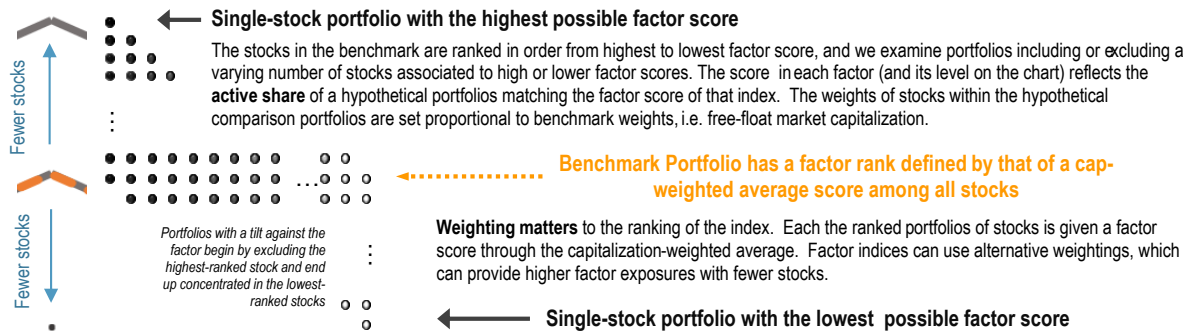 Single-stock portfolio with the highest possible factor score
The stocks in the benchmark are ranked in order from highest to lowest factor score, and we examine portfolios including or excluding a
varying number of stocks associated to high or lower factor scores. The score in each factor (and its level on the chart) reflects the
active share of a hypothetical portfolios matching the factor score of that index. The weights of stocks within the hypothetical
comparison portfolios are set proportional to benchmark weights, i.e. free-float market capitalization.
Fewer stocks
Benchmark Portfolio has a factor rank defined by that of a cap-
weighted average score among all stocks
Fewer stocks
Portfolios with a tilt against the
factor begin by excluding the
highest-ranked stock and end
up concentrated in the lowest-
ranked stocks
Weighting matters to the ranking of the index. Each the ranked portfolios of stocks is given a factor
score through the capitalization-weighted average. Factor indices can use alternative weightings, which
can provide higher factor exposures with fewer stocks.
Single-stock portfolio with the lowest possible factor score